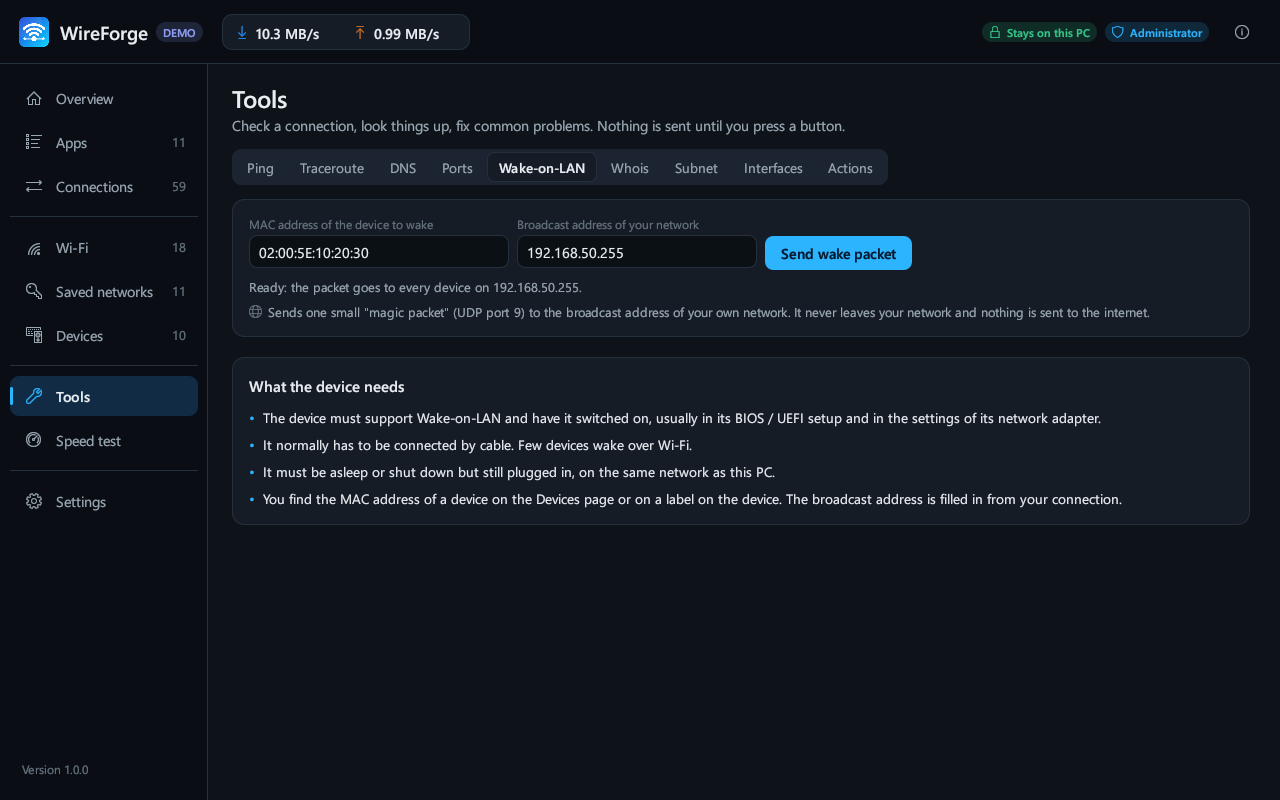 WireForge DEMO 10.3 MB/s 0.99 MB/s Stays on this PC Administrator
Overview
Apps 11
Connections 59
Wi-Fi 18
Saved networks 11
Devices 10
Tools
Speed test
Settings
Version 1.0.0
Tools
Check a connection, look things up, fix common problems. Nothing is sent until you press a button.
Ping Traceroute DNS Ports Wake-on-LAN Whois Subnet Interfaces Actions
MAC address of the device to wake Broadcast address of your network
02:00:5E:10:20:30 192.168.50.255 Send wake packet
Ready: the packet goes to every device on 192.168.50.255.
Sends one small "magic packet" (UDP port 9) to the broadcast address of your own network. It never leaves your network and nothing is sent to the internet.
What the device needs
• The device must support Wake-on-LAN and have it switched on, usually in its BIOS / UEFI setup and in the settings of its network adapter.
• It normally has to be connected by cable. Few devices wake over Wi-Fi.
• It must be asleep or shut down but still plugged in, on the same network as this PC.
• You find the MAC address of a device on the Devices page or on a label on the device. The broadcast address is filled in from your connection.